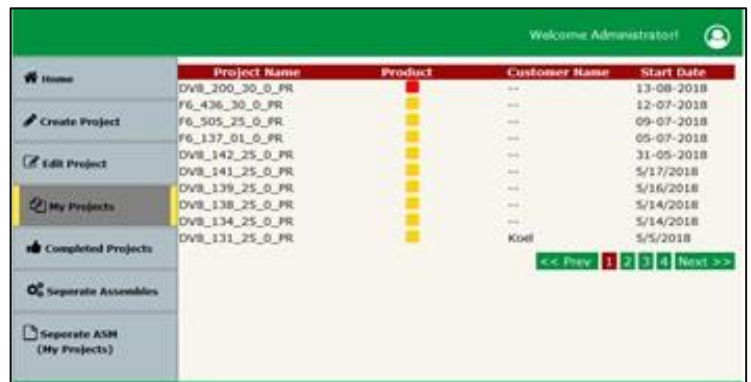 Welcome Administrator!
Home
Create Project
Edit Project
My Projects
Completed Projects
Seperate Assemblies
Seperate ASM
(My Projects)
Project Name Product Customer Name Start Date
DV8_200_30_0_PR -- 13-08-2018
F6_436_30_0_PR -- 12-07-2018
F6_505_25_0_PR -- 09-07-2018
F6_137_01_0_PR -- 05-07-2018
DV8_142_25_0_PR -- 31-05-2018
DV8_141_25_0_PR -- 5/17/2018
DV8_139_25_0_PR -- 5/16/2018
DV8_138_25_0_PR -- 5/14/2018
DV8_134_25_0_PR -- 5/14/2018
DV8_131_25_0_PR Koel 5/5/2018
<< Prev 1 2 3 4 Next >>